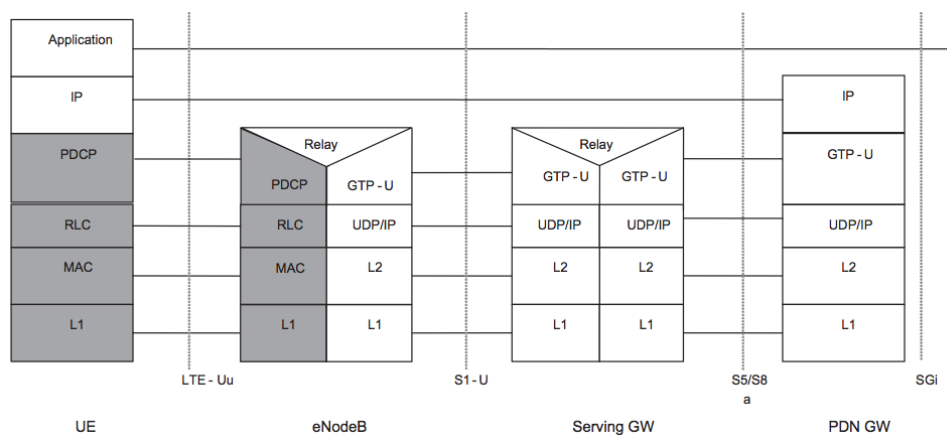 Application
IP
IP
PDCP
Relay
Relay
GTP - U
PDCP
GTP - U
GTP - U
GTP - U
RLC
RLC
UDP/IP
UDP/IP
UDP/IP
UDP/IP
MAC
MAC
L2
L2
L2
L2
L1
L1
L1
L1
L1
L1
LTE - Uu
S1 - U
S5/S8
a
SGi
UE
eNodeB
Serving GW
PDN GW